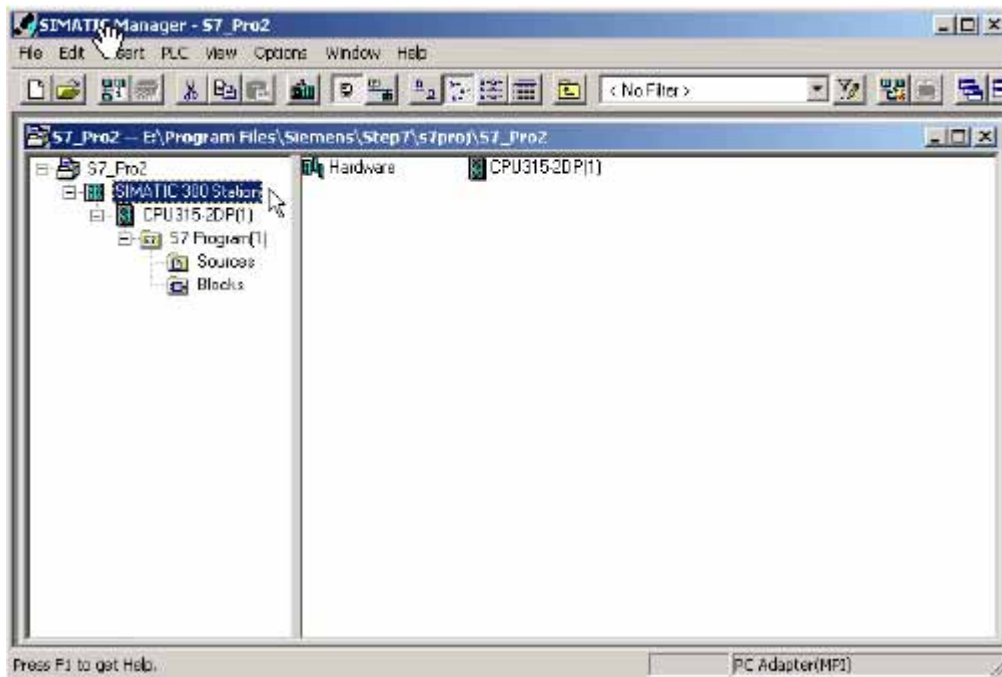 SIMATIC Manager - S7_Pro2
File Edit Insert PLC View Options Window Help
< No Filter >
S7_Pro2 -- E:\Program Files\Siemens\Step7\s7proj\S7_Pro2
S7_Pro2
SIMATIC 300 Station
CPU315-2DP(1)
S7 Program(1)
Sources
Blocks
Hardware
CPU315-2DP(1)
Press F1 to get Help.
PC Adapter(MPI)